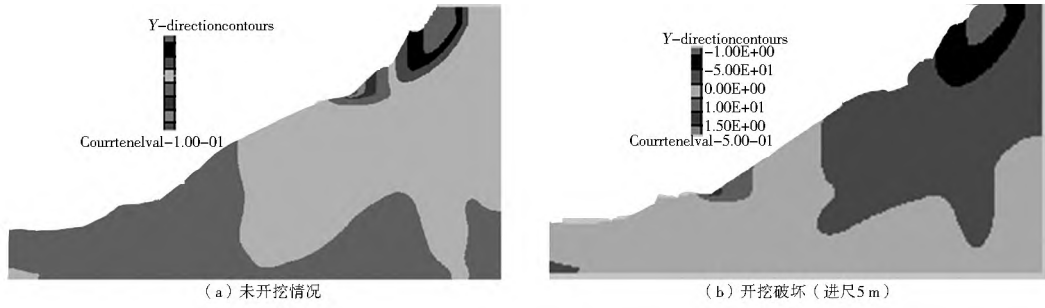 Y-directioncontours
Courrtenelval-1.00-01
(a)未开挖情况
Y-directioncontours
-1.00E+00
-5.00E+01
0.00E+00
1.00E+01
1.50E+00
Courrtenelval-5.00-01
(b)开挖破坏(进尺5 m)